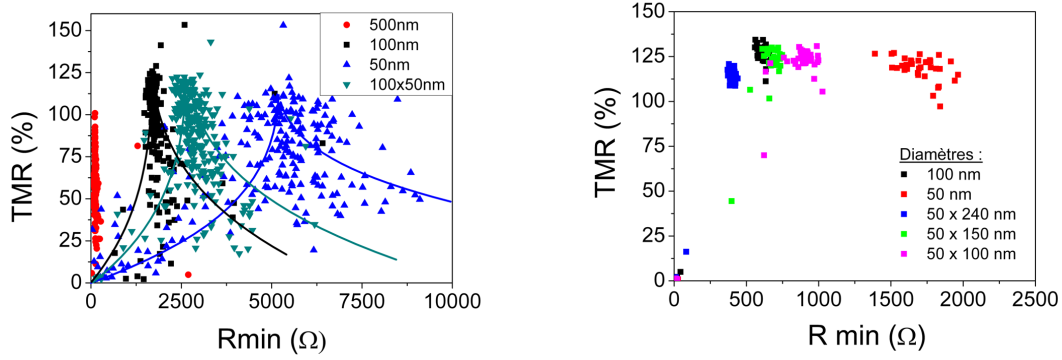 TMR (%)
150
125
100
75
50
25
0
0
2500
5000
7500
10000
Rmin (Ω)
500nm
100nm
50nm
100x50nm
TMR (%)
150
125
100
75
50
25
0
0
500
1000
1500
2000
2500
R min (Ω)
Diamètres :
100 nm
50 nm
50 x 240 nm
50 x 150 nm
50 x 100 nm